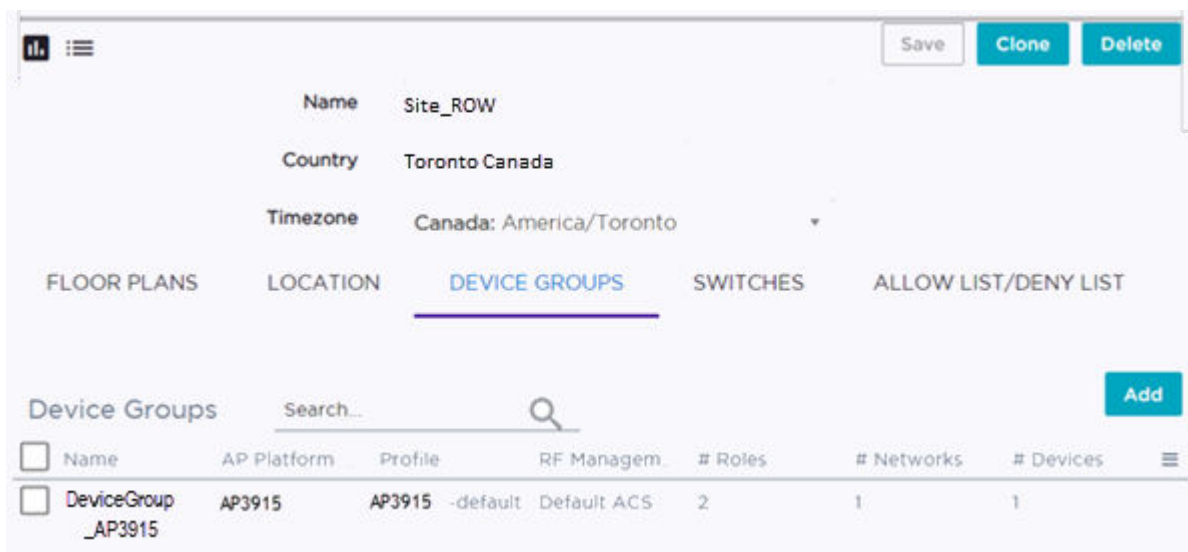 Save Clone Delete
Name Site_ROW
Country Toronto Canada
Timezone Canada: America/Toronto
FLOOR PLANS LOCATION DEVICE GROUPS SWITCHES ALLOW LIST/DENY LIST
Add
Device Groups Search...
Name AP Platform Profile RF Managem... # Roles # Networks # Devices
DeviceGroup AP3915 AP3915 -default Default ACS 2 1 1
_AP3915